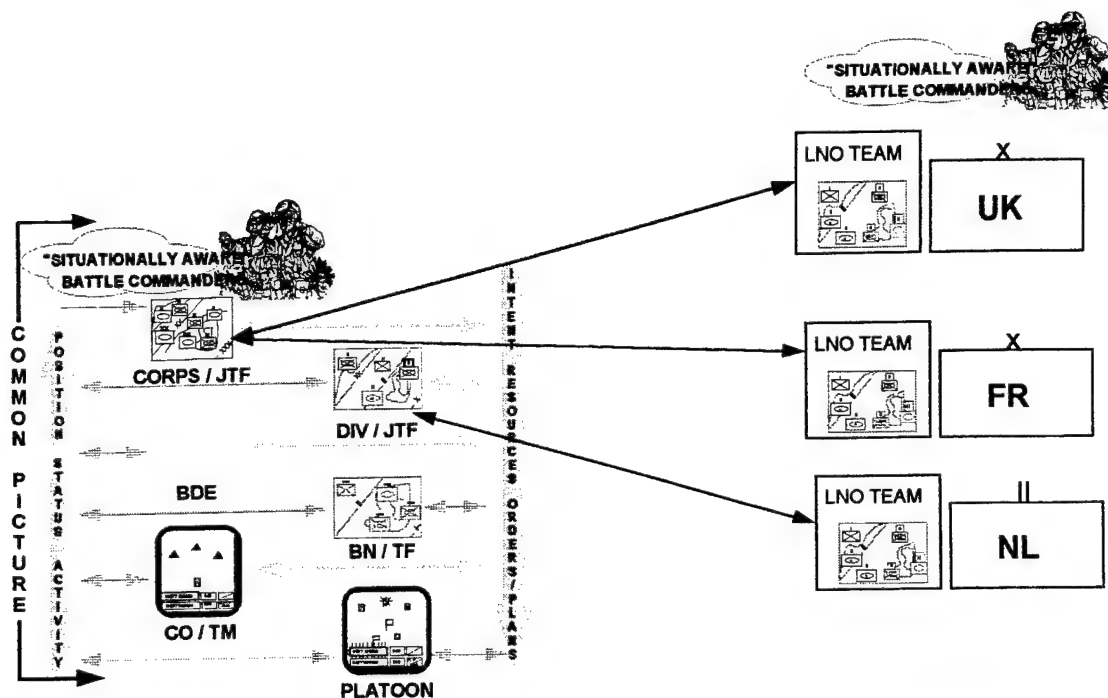 "SITUATIONALLY AWARE"
BATTLE COMMANDERS
LNO TEAM
X
UK
"SITUATIONALLY AWARE
BATTLE COMMANDERS
COMMON PICTURE
POSITION STATUS ACTIVITY
INTENT RESOURCES ORDERS/PLANS
CORPS / JTF
DIV / JTF
LNO TEAM
X
FR
BDE
BN / TF
LNO TEAM
II
NL
CO / TM
PLATOON